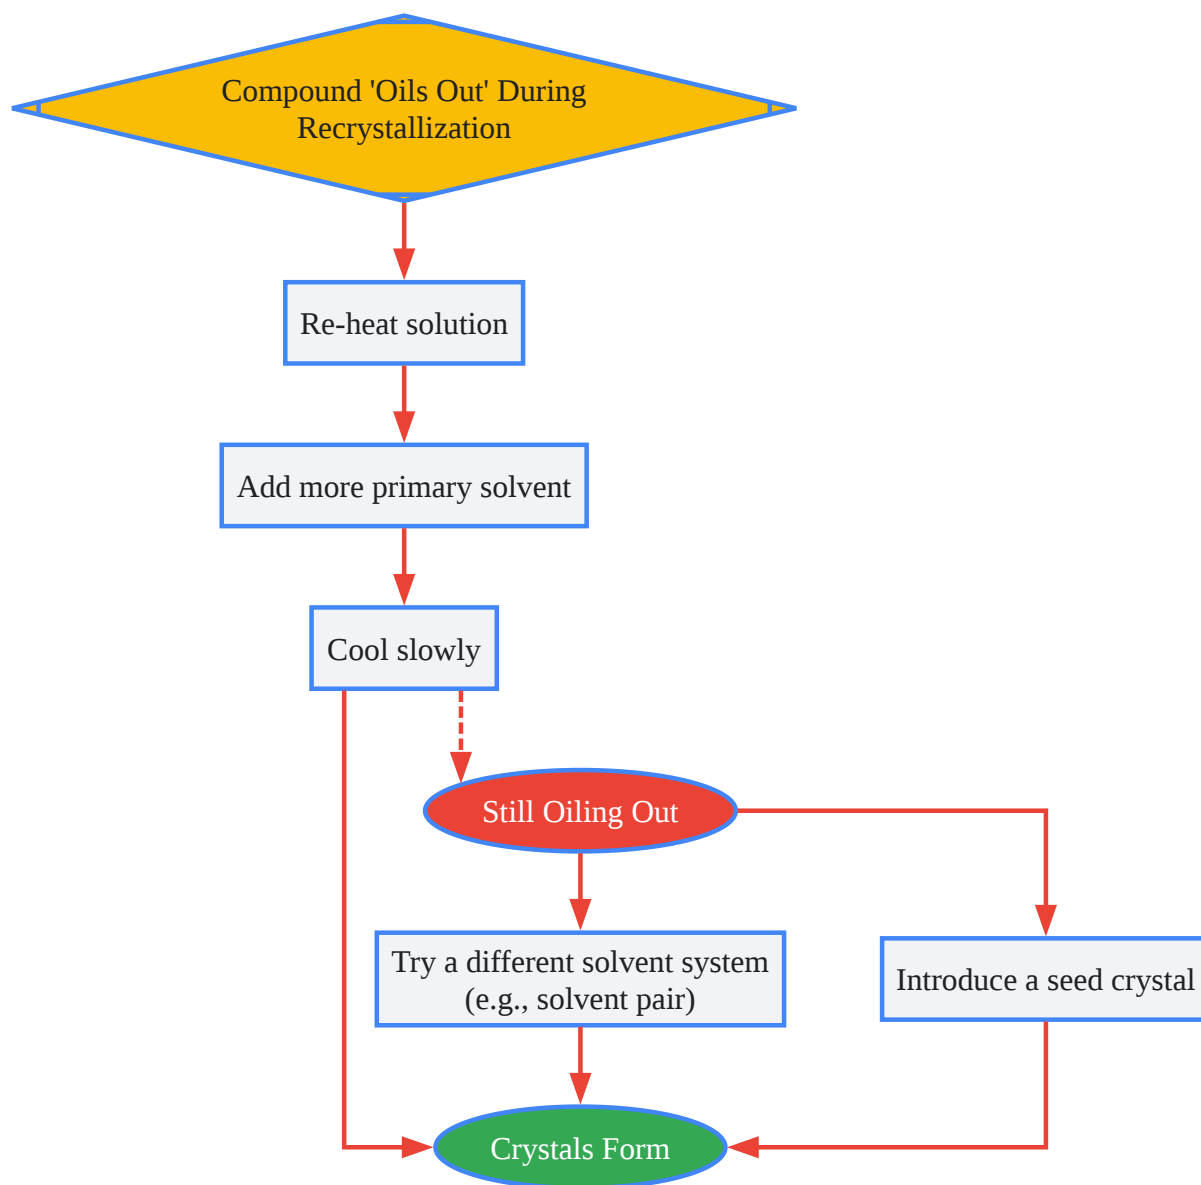 Compound 'Oils Out' During
Recrystallization
Re-heat solution
Add more primary solvent
Cool slowly
Still Oiling Out
Try a different solvent system
(e.g., solvent pair)
Introduce a seed crystal
Crystals Form